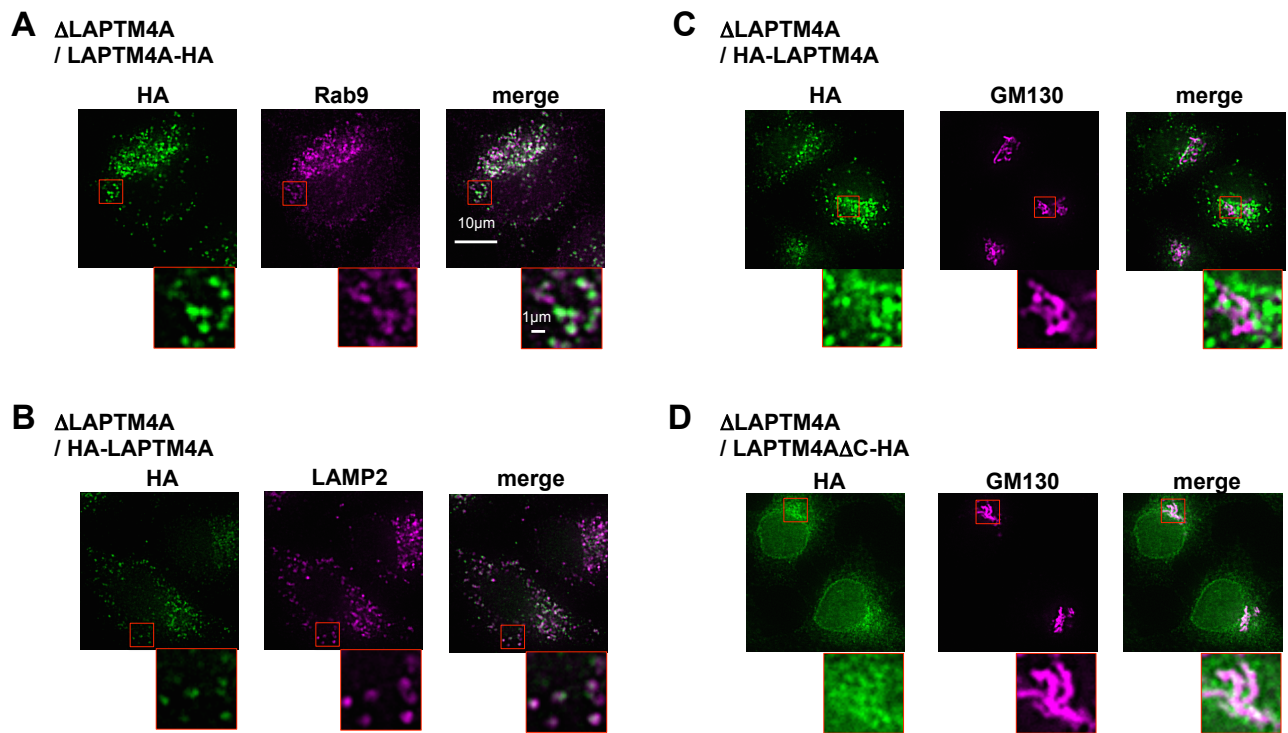 A ΔLAPTM4A
/ LAPTM4A-HA
HA Rab9 merge
10μm
1μm
B ΔLAPTM4A
/ HA-LAPTM4A
HA LAMP2 merge
C ΔLAPTM4A
/ HA-LAPTM4A
HA GM130 merge
D ΔLAPTM4A
/ LAPTM4AΔC-HA
HA GM130 merge